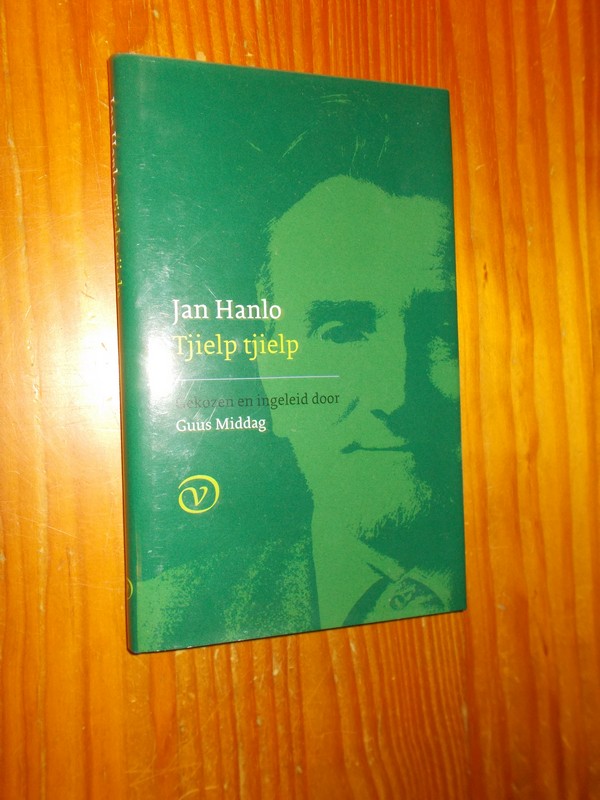 Jan Hanlo
Tjielp tjielp
Gekozen en ingeleid door
Guus Middag
V